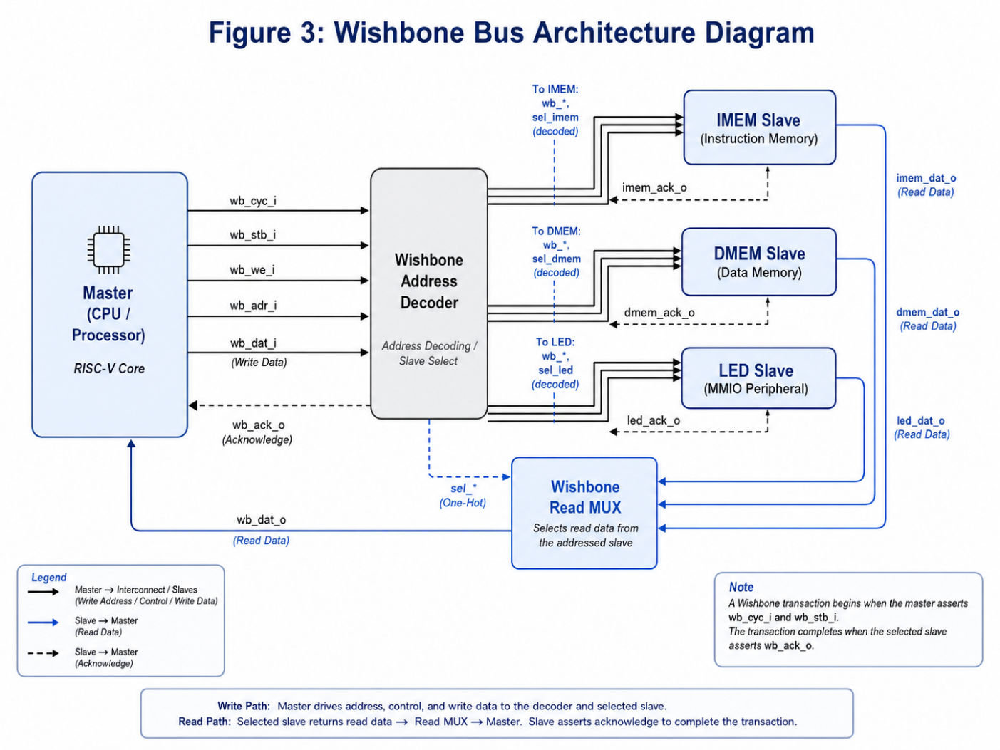 Figure 3: Wishbone Bus Architecture Diagram
To IMEM:
wb_*,
sel_imem
(decoded)
IMEM Slave
(Instruction Memory)
imem_ack_o
imem_dat_o
(Read Data)
Master
(CPU /
Processor)
RISC-V Core
wb_cyc_i
wb_stb_i
wb_we_i
wb_adr_i
wb_dat_i
(Write Data)
wb_ack_o
(Acknowledge)
Wishbone
Address
Decoder
Address Decoding /
Slave Select
To DMEM:
wb_*,
sel_dmem
(decoded)
DMEM Slave
(Data Memory)
dmem_ack_o
dmem_dat_o
(Read Data)
To LED:
wb_*,
sel_led
(decoded)
LED Slave
(MMIO Peripheral)
led_ack_o
led_dat_o
(Read Data)
sel_*
(One-Hot)
Wishbone
Read MUX
Selects read data from
the addressed slave
wb_dat_o
(Read Data)
Legend
Master → Interconnect / Slaves
(Write Address / Control / Write Data)
Slave → Master
(Read Data)
Slave → Master
(Acknowledge)
Note
A Wishbone transaction begins when the master asserts
wb_cyc_i and wb_stb_i.
The transaction completes when the selected slave
asserts wb_ack_o.
Write Path: Master drives address, control, and write data to the decoder and selected slave.
Read Path: Selected slave returns read data → Read MUX → Master. Slave asserts acknowledge to complete the transaction.